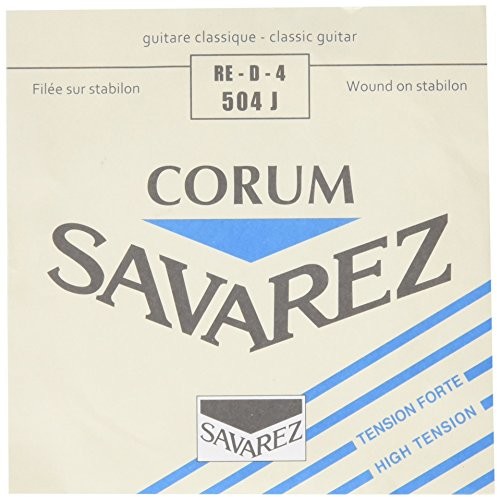 guitare classique - classic guitar
RE - D - 4
504 J
Filée sur stabilon
Wound on stabilon
CORUM
SAVAREZ
SAVAREZ
TENSION FORTE
HIGH TENSION